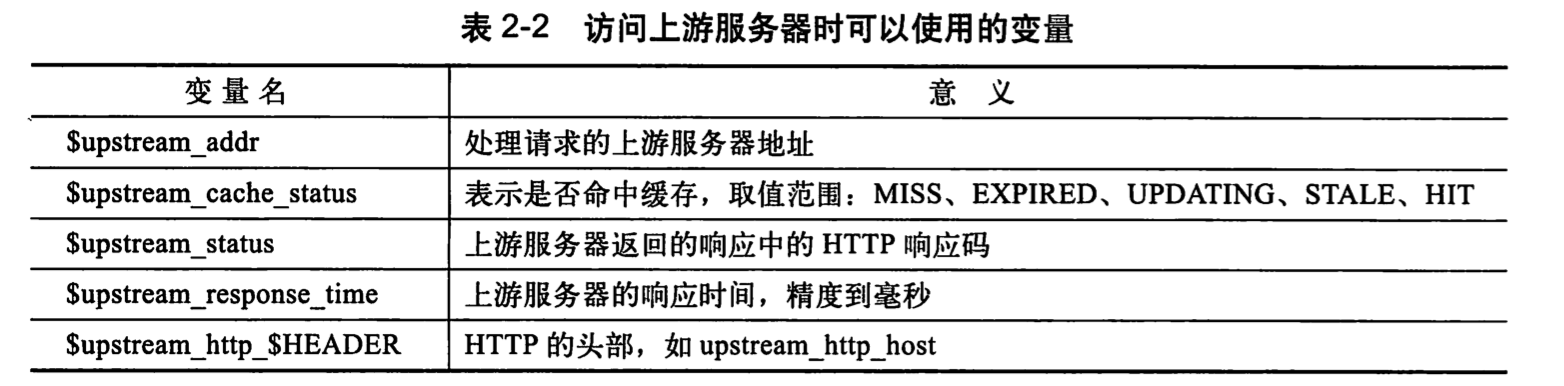 表 2-2 访问上游服务器时可以使用的变量
变量名 意 义
$upstream_addr 处理请求的上游服务器地址
$upstream_cache_status 表示是否命中缓存，取值范围：MISS、EXPIRED、UPDATING、STALE、HIT
$upstream_status 上游服务器返回的响应中的 HTTP 响应码
$upstream_response_time 上游服务器的响应时间，精度到毫秒
$upstream_http_$HEADER HTTP 的头部，如 upstream_http_host